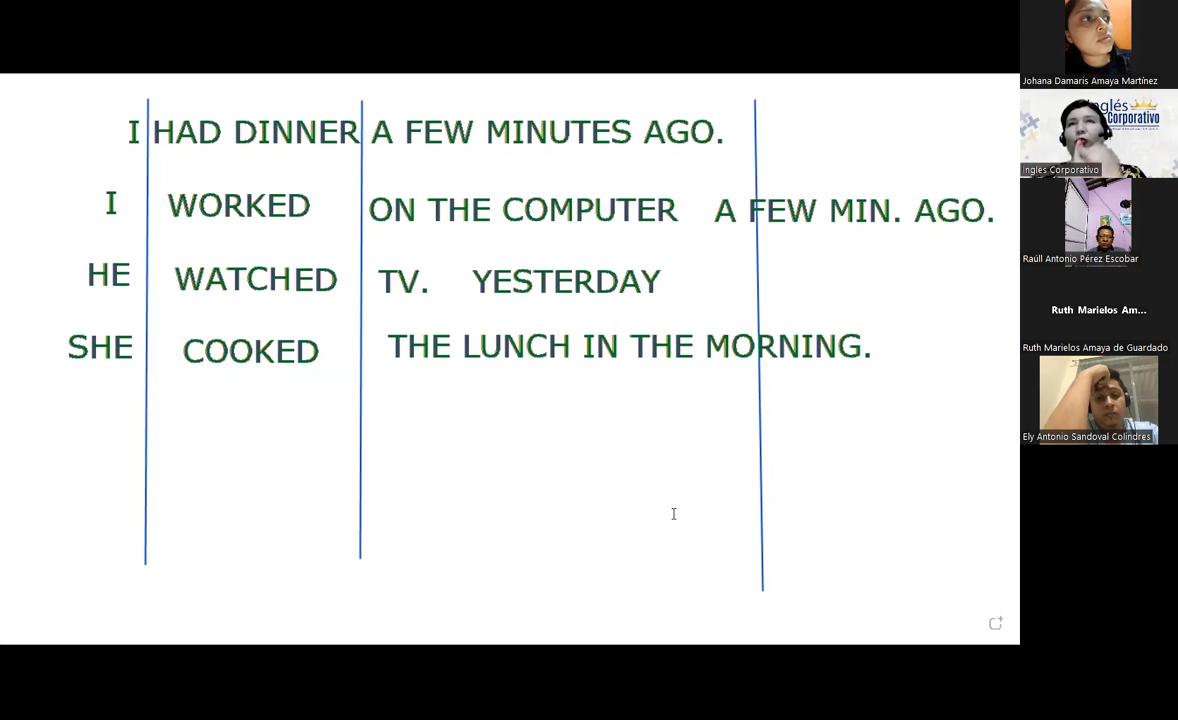 I HAD DINNER A FEW MINUTES AGO.
I WORKED ON THE COMPUTER A FEW MIN. AGO.
HE WATCHED TV. YESTERDAY
SHE COOKED THE LUNCH IN THE MORNING.
Johana Damaris Amaya Martínez
Inglés
Corporativo
Ingles Corporativo
Raúll Antonio Pérez Escobar
Ruth Marielos Am...
Ruth Marielos Amaya de Guardado
Ely Antonio Sandoval Colindres